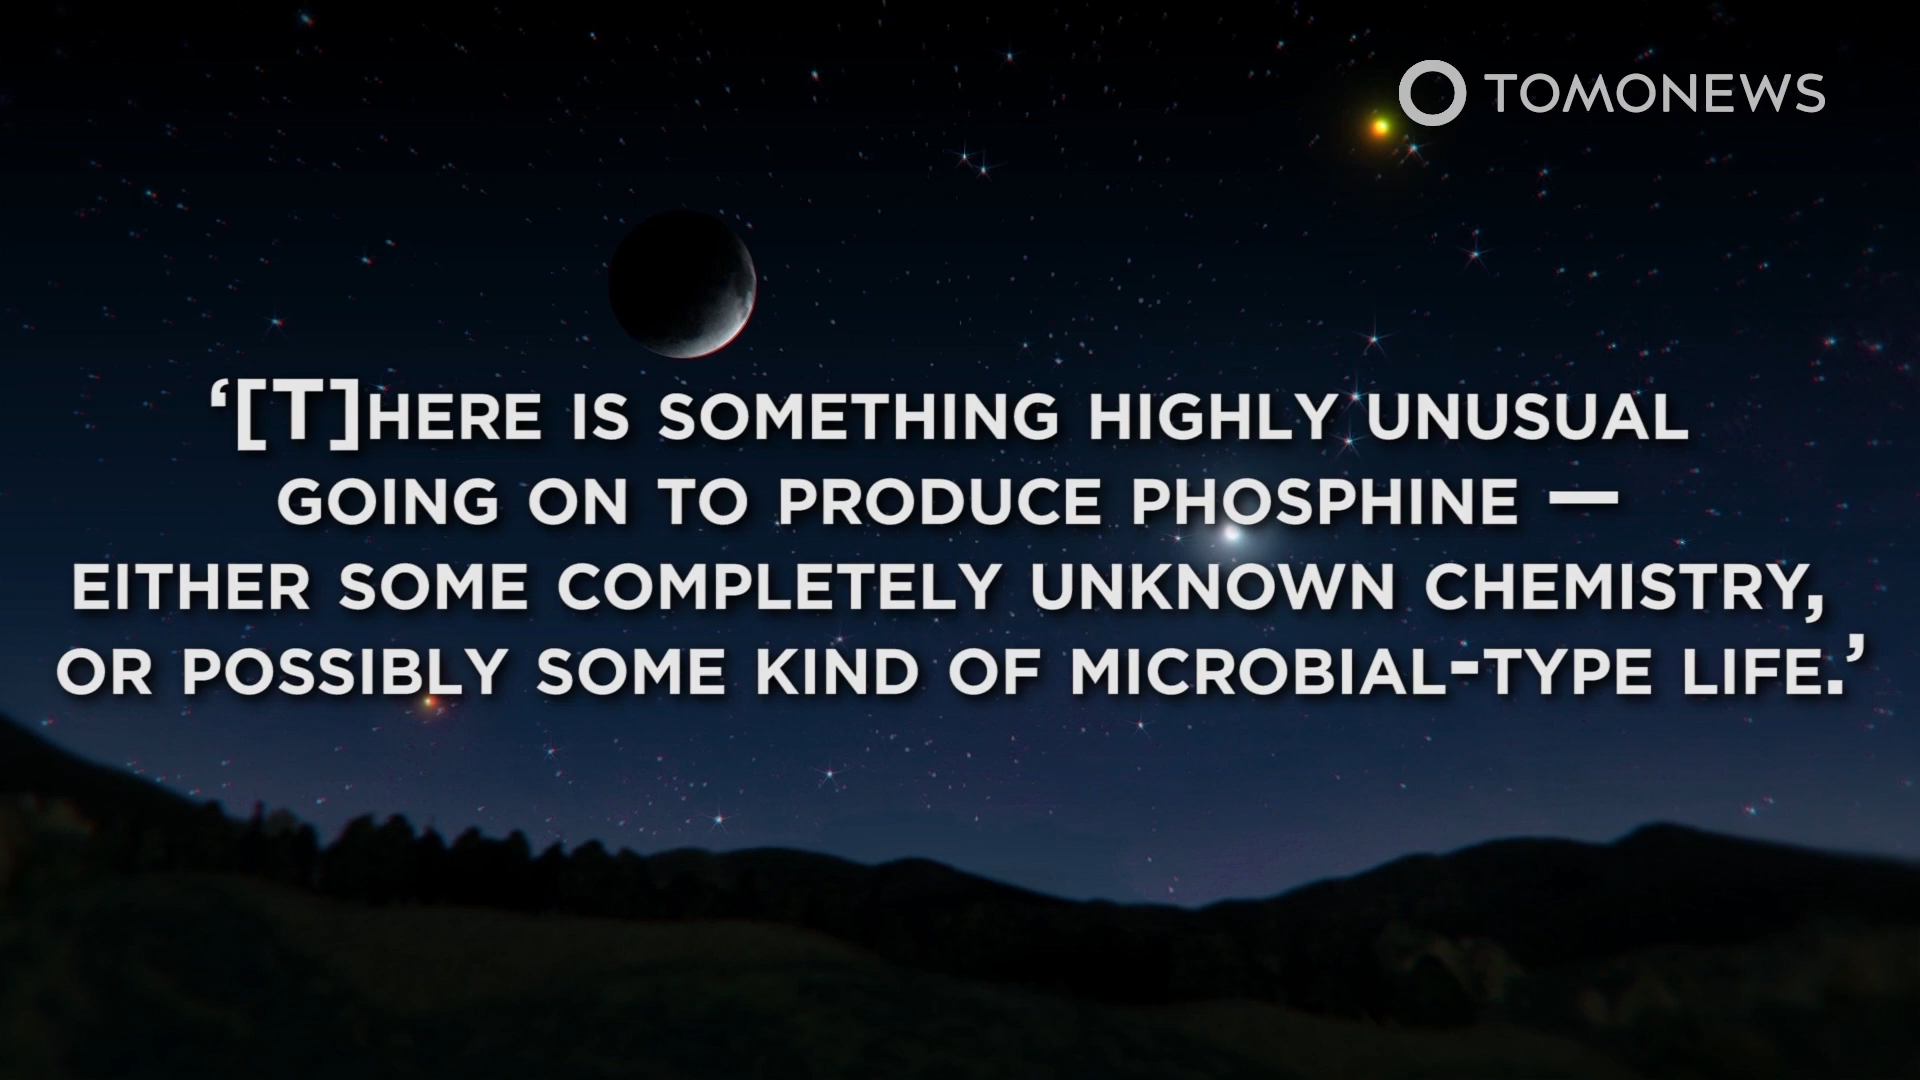 TOMONEWS
‘[T]HERE IS SOMETHING HIGHLY UNUSUAL
GOING ON TO PRODUCE PHOSPHINE —
EITHER SOME COMPLETELY UNKNOWN CHEMISTRY,
OR POSSIBLY SOME KIND OF MICROBIAL-TYPE LIFE.’